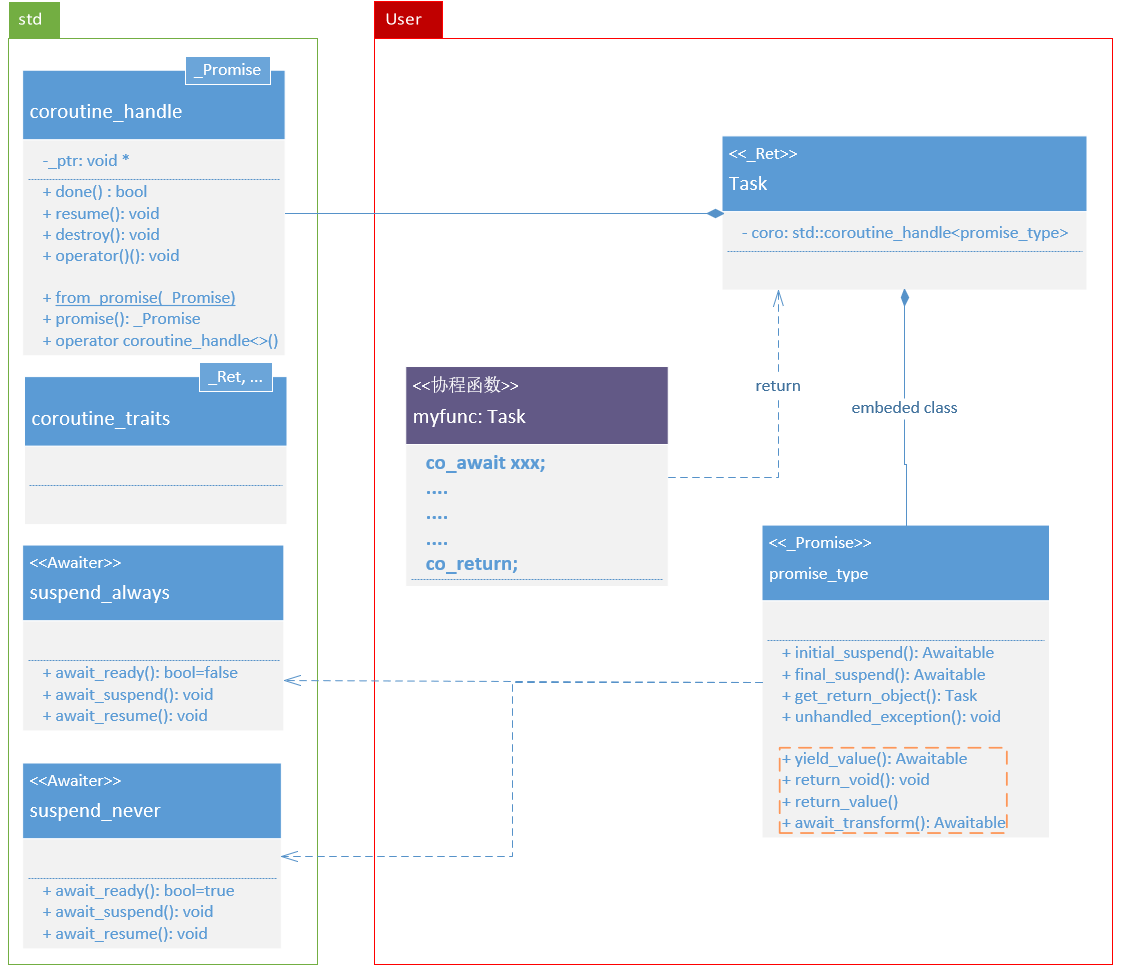 std
_Promise
coroutine_handle
-_ptr: void *
+ done() : bool
+ resume(): void
+ destroy(): void
+ operator()(): void
+ from_promise(_Promise)
+ promise(): _Promise
+ operator coroutine_handle<>()
_Ret, ...
coroutine_traits
<<Awaiter>>
suspend_always
+ await_ready(): bool=false
+ await_suspend(): void
+ await_resume(): void
<<Awaiter>>
suspend_never
+ await_ready(): bool=true
+ await_suspend(): void
+ await_resume(): void
User
<<_Ret>>
Task
- coro: std::coroutine_handle<promise_type>
<<协程函数>>
myfunc: Task
co_await xxx;
....
....
....
co_return;
return
embeded class
<<_Promise>>
promise_type
+ initial_suspend(): Awaitable
+ final_suspend(): Awaitable
+ get_return_object(): Task
+ unhandled_exception(): void
+ yield_value(): Awaitable
+ return_void(): void
+ return_value()
+ await_transform(): Awaitable